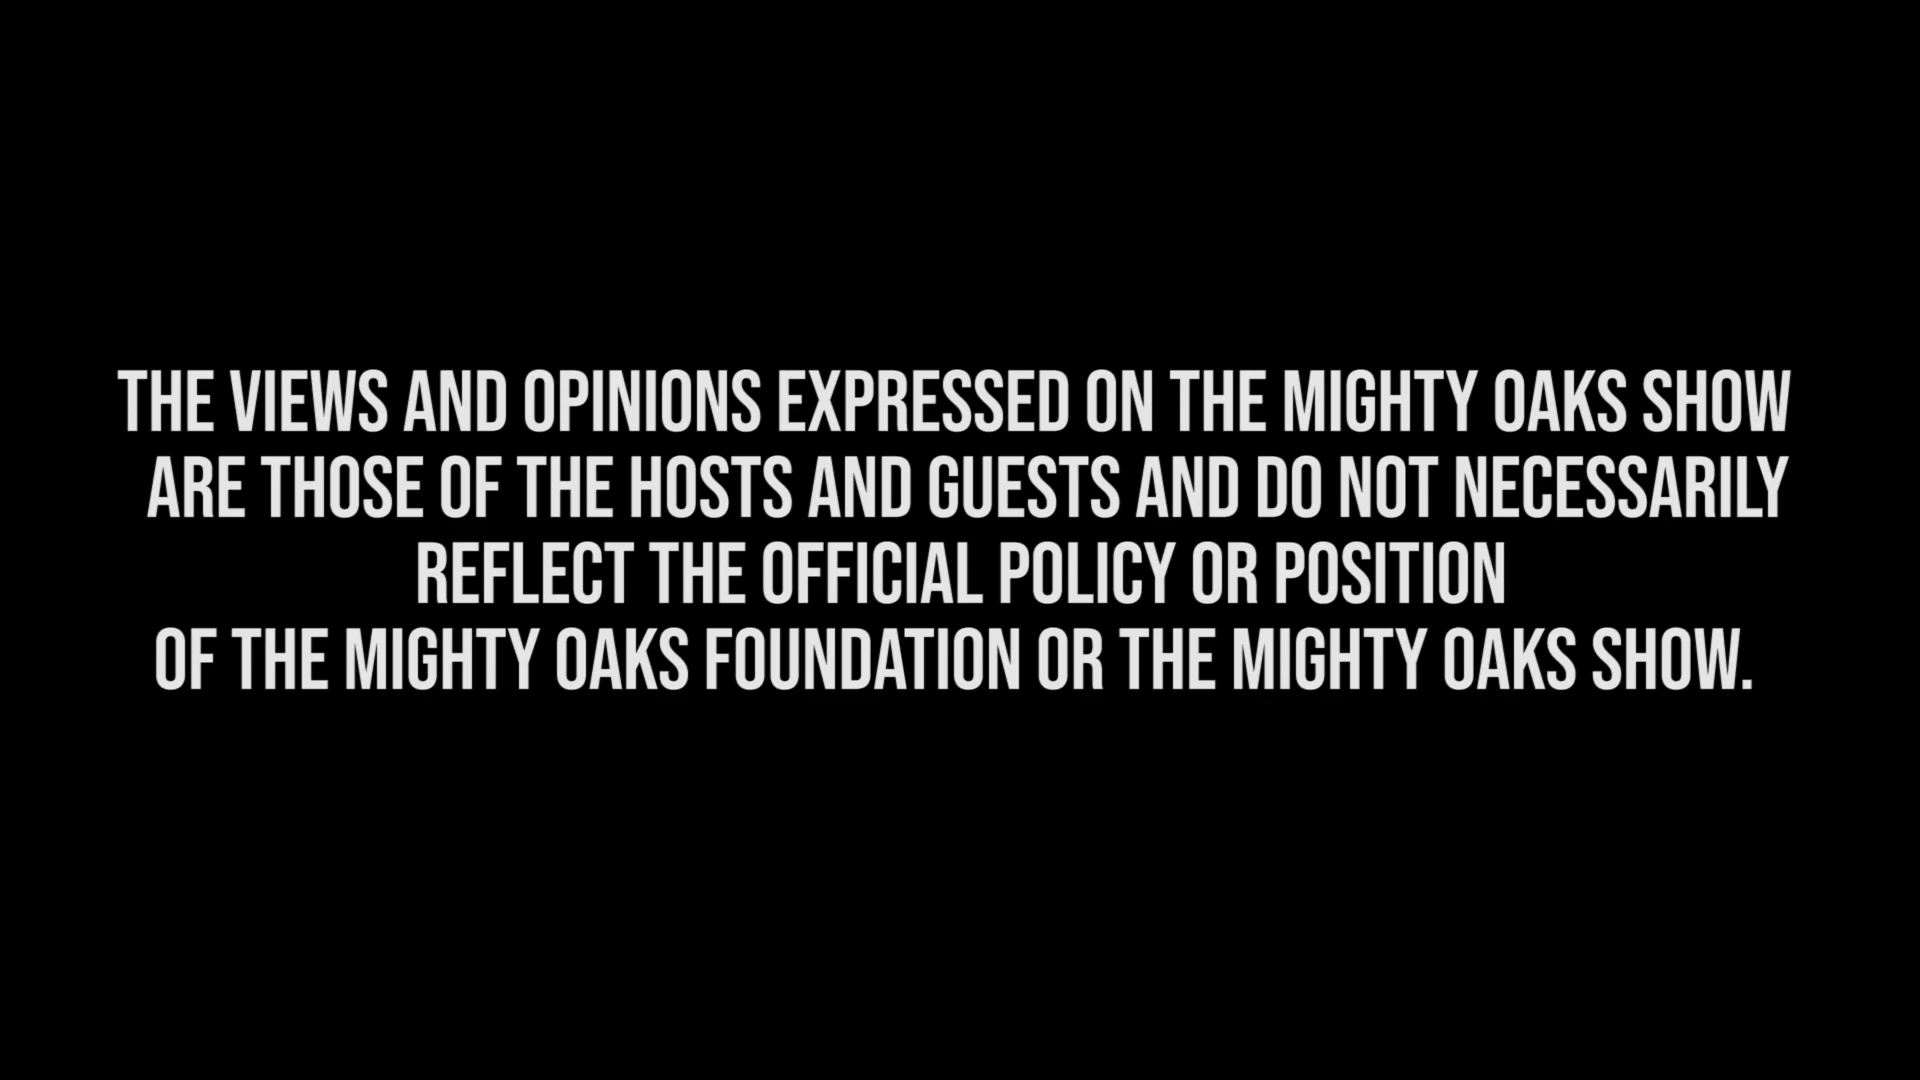 THE VIEWS AND OPINIONS EXPRESSED ON THE MIGHTY OAKS SHOW
ARE THOSE OF THE HOSTS AND GUESTS AND DO NOT NECESSARILY
REFLECT THE OFFICIAL POLICY OR POSITION
OF THE MIGHTY OAKS FOUNDATION OR THE MIGHTY OAKS SHOW.